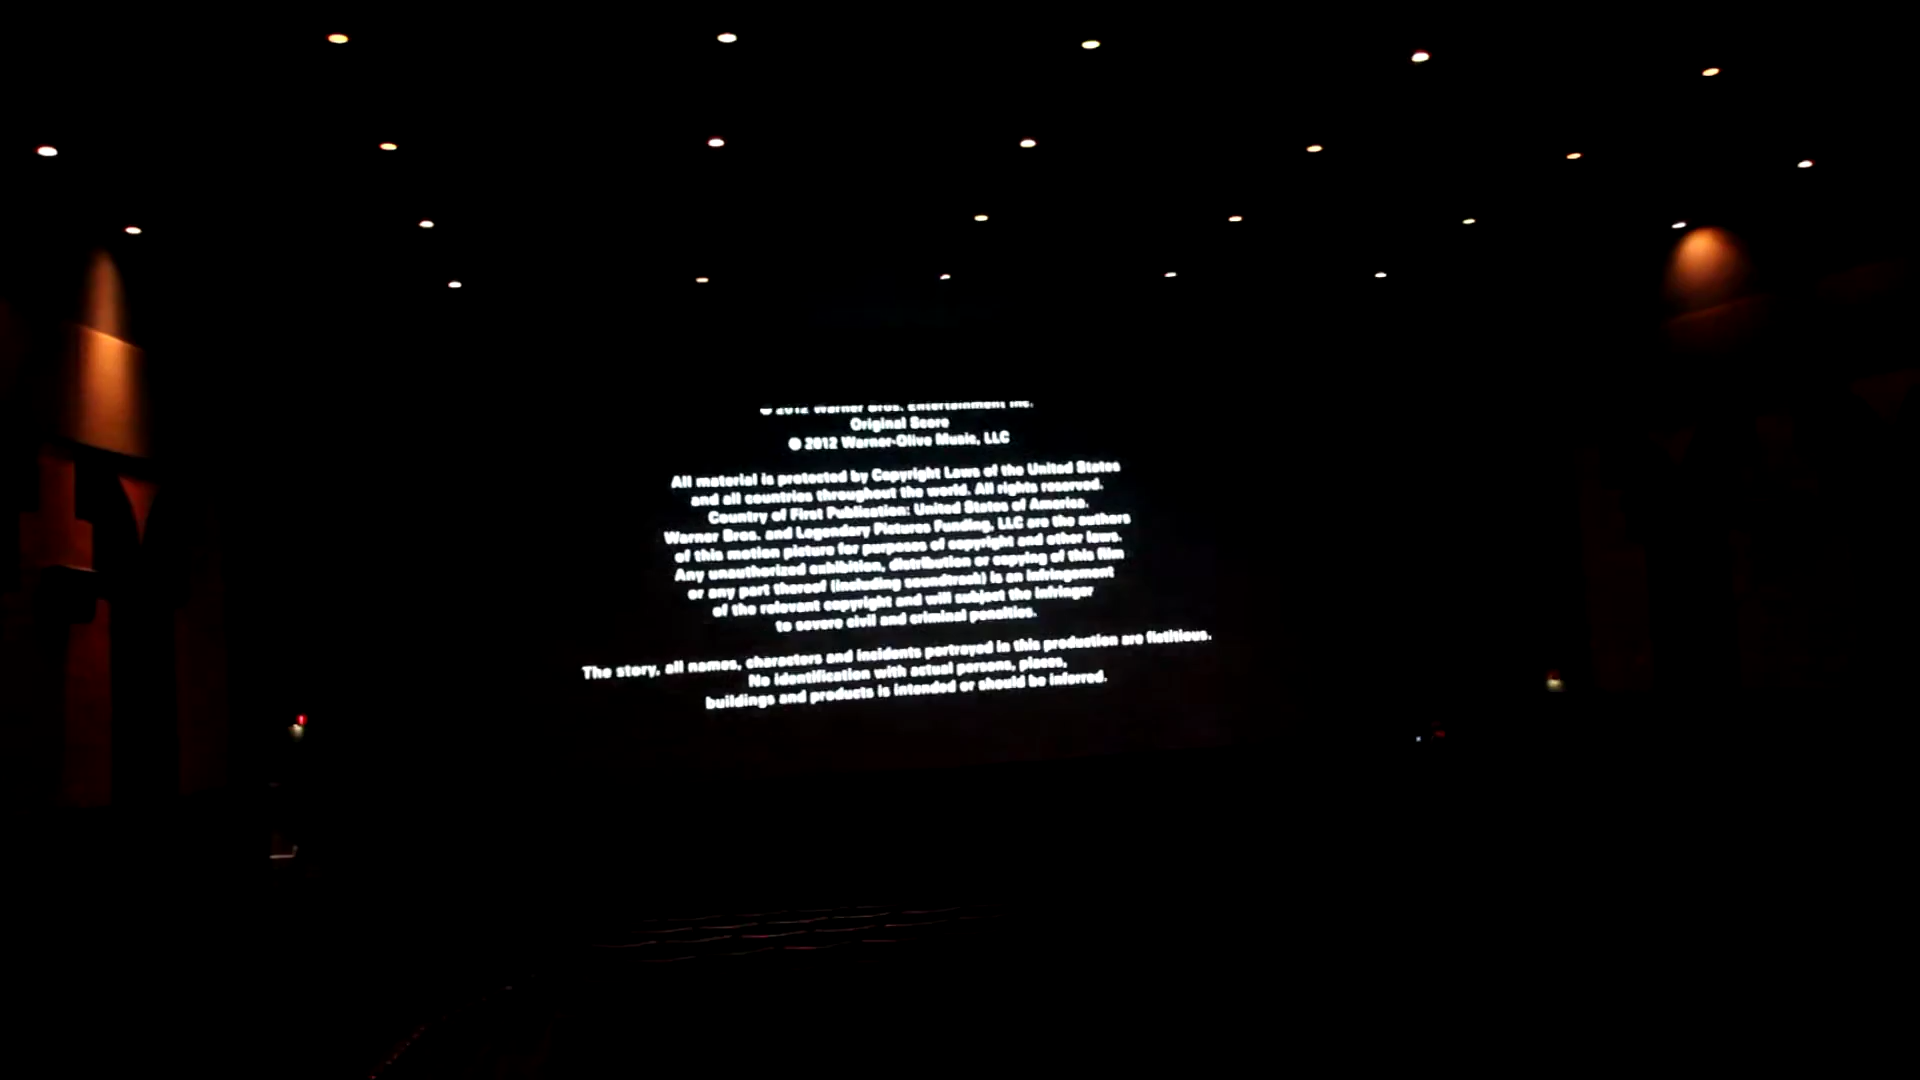 © 2012 Warner Bros. Entertainment Inc.
Original Score
© 2012 Warner-Olive Music, LLC
All material is protected by Copyright Laws of the United States
and all countries throughout the world. All rights reserved.
Country of First Publication: United States of America.
Warner Bros. and Legendary Pictures Funding, LLC are the authors
of this motion picture for purposes of copyright and other laws.
Any unauthorized exhibition, distribution or copying of this film
or any part thereof (including soundtrack) is an infringement
of the relevant copyright and will subject the infringer
to severe civil and criminal penalties.
The story, all names, characters and incidents portrayed in this production are fictitious.
No identification with actual persons, places,
buildings and products is intended or should be inferred.